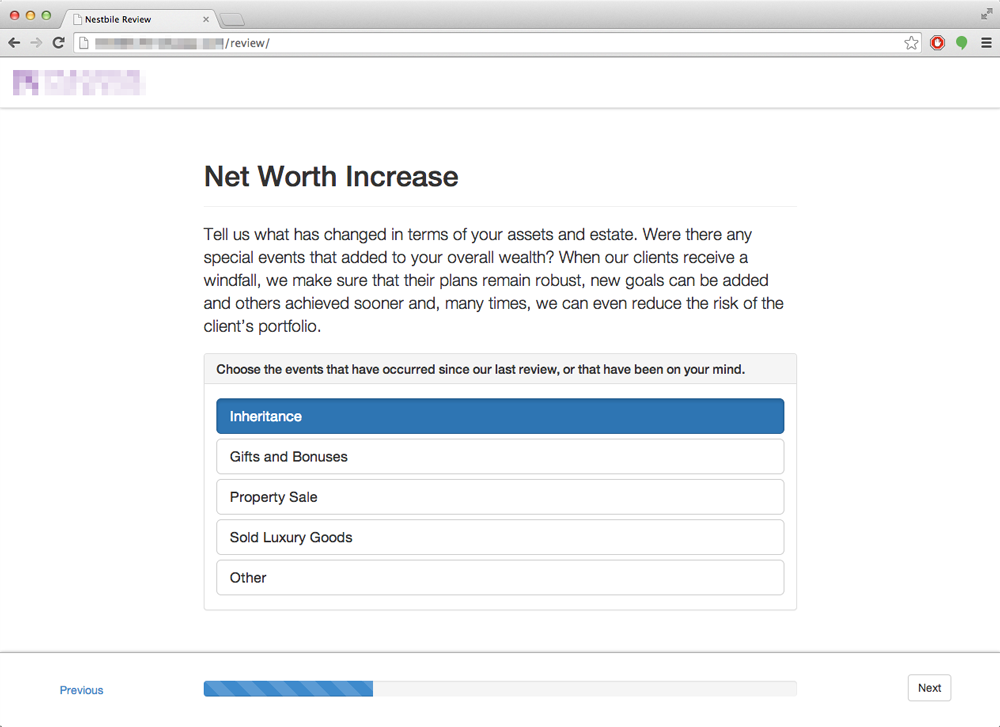 Nestbile Review
/review/
Net Worth Increase
Tell us what has changed in terms of your assets and estate. Were there any
special events that added to your overall wealth? When our clients receive a
windfall, we make sure that their plans remain robust, new goals can be added
and others achieved sooner and, many times, we can even reduce the risk of the
client’s portfolio.
Choose the events that have occurred since our last review, or that have been on your mind.
Inheritance
Gifts and Bonuses
Property Sale
Sold Luxury Goods
Other
Previous
Next